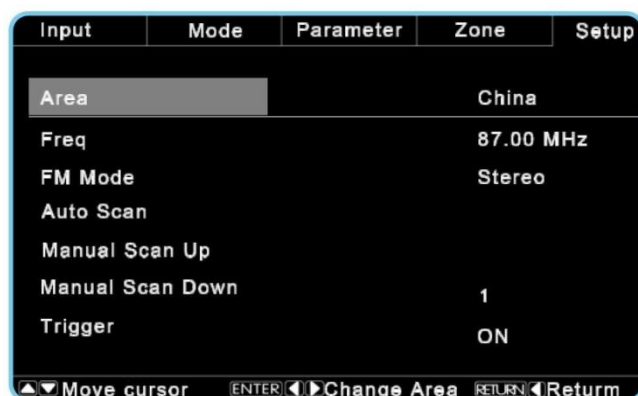 Input Mode Parameter Zone Setup
Area China
Freq 87.00 MHz
FM Mode Stereo
Auto Scan
Manual Scan Up
Manual Scan Down 1
Trigger ON
Move cursor ENTER Change Area RETURN Returm